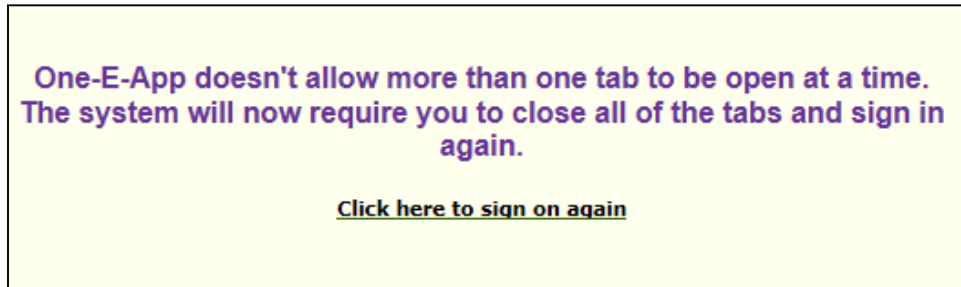 One-E-App doesn't allow more than one tab to be open at a time.
The system will now require you to close all of the tabs and sign in
again.
Click here to sign on again